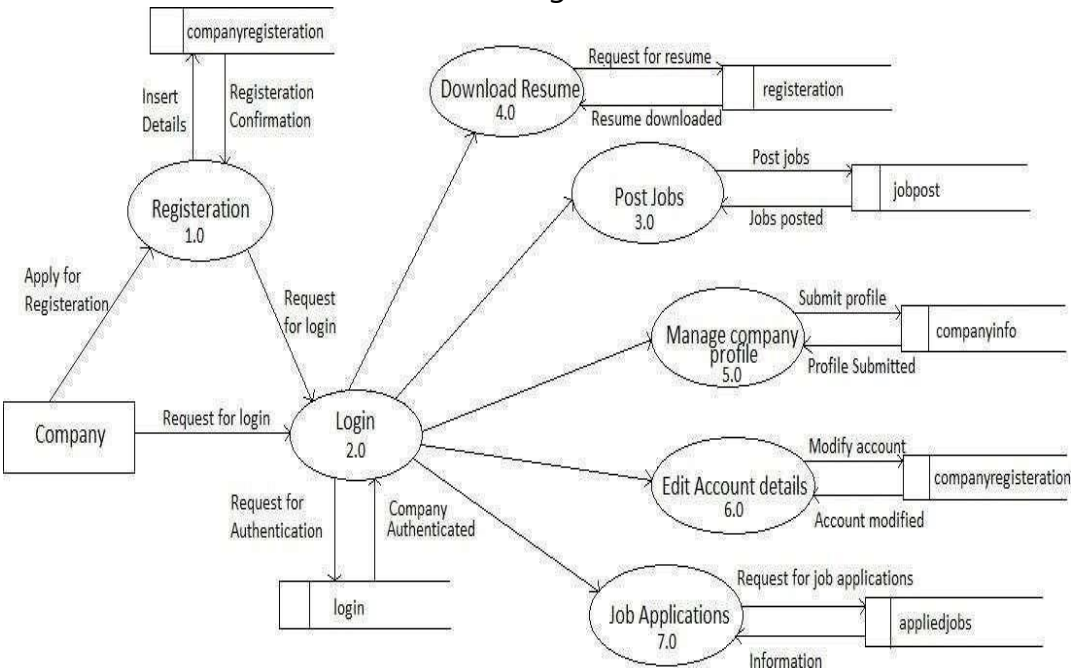 companyregisteration
Insert
Details
Registeration
Confirmation
Registeration
1.0
Apply for
Registeration
Request
for login
Company
Request for login
Login
2.0
Request for
Authentication
Company
Authenticated
login
Download Resume
4.0
Request for resume
Resume downloaded
registeration
Post Jobs
3.0
Post jobs
Jobs posted
jobpost
Manage company
profile
5.0
Submit profile
Profile Submitted
companyinfo
Edit Account details
6.0
Modify account
Account modified
companyregisteration
Job Applications
7.0
Request for job applications
Information
appliedjobs